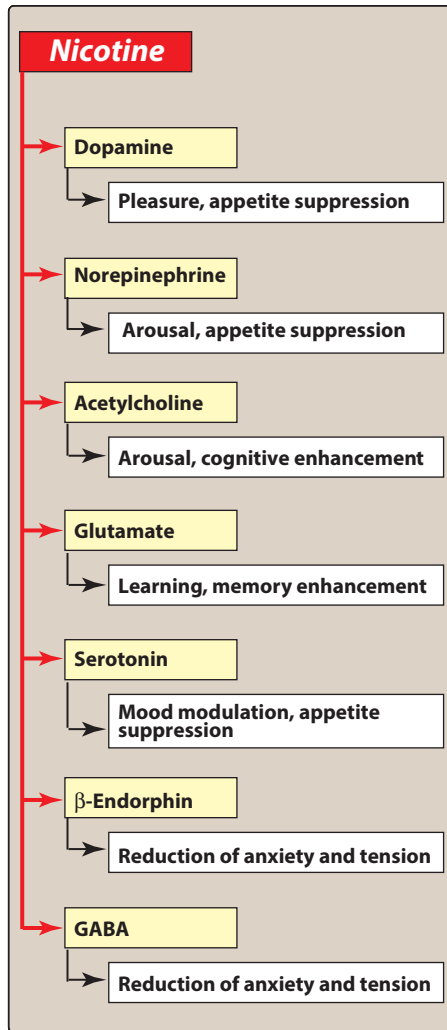 Nicotine
Dopamine
Pleasure, appetite suppression
Norepinephrine
Arousal, appetite suppression
Acetylcholine
Arousal, cognitive enhancement
Glutamate
Learning, memory enhancement
Serotonin
Mood modulation, appetite
suppression
β-Endorphin
Reduction of anxiety and tension
GABA
Reduction of anxiety and tension